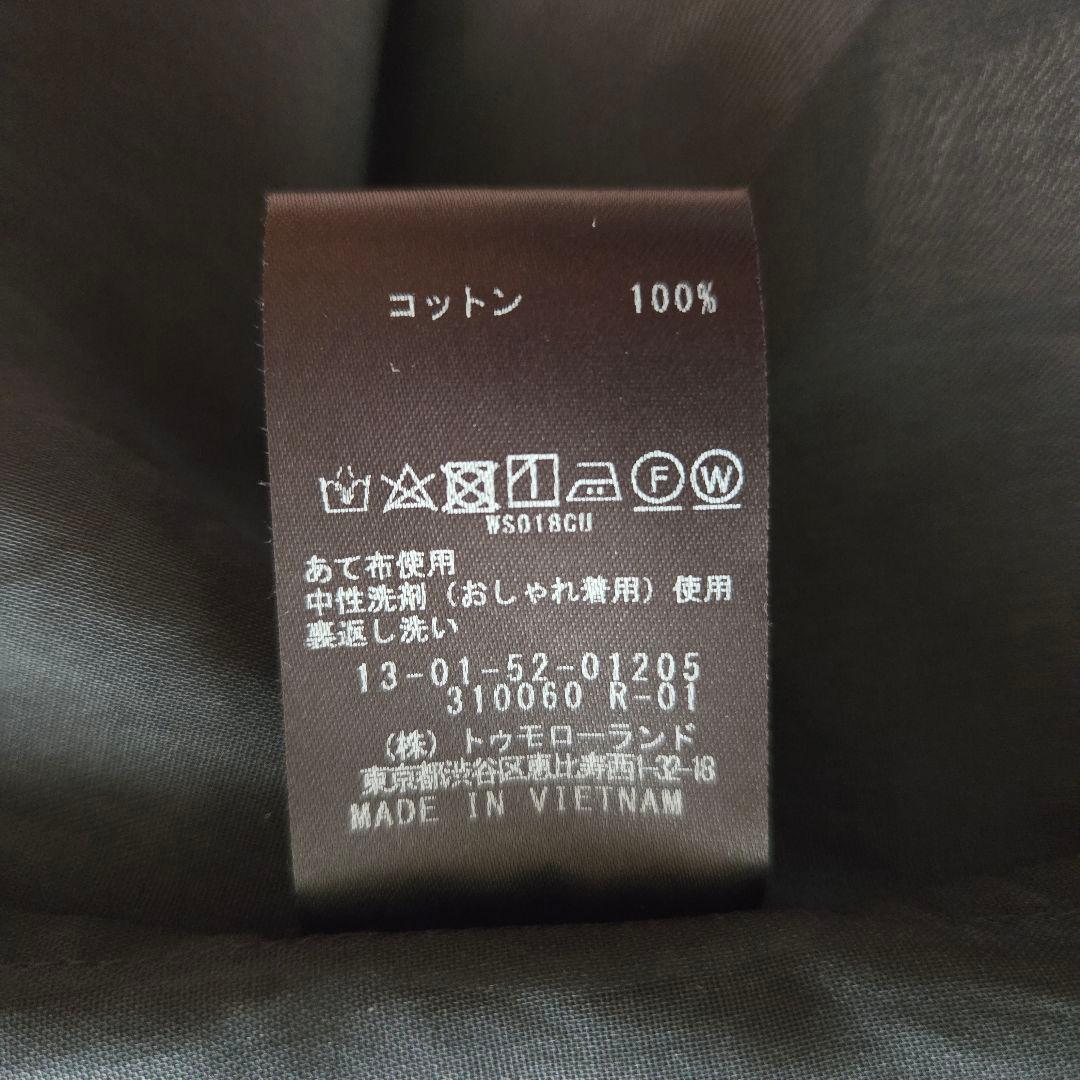 コットン 100%
F W
WS018CU
あて布使用
中性洗剤(おしゃれ着用)使用
裏返し洗い
13-01-52-01205
310060 R-01
(株)トゥモローランド
東京都渋谷区恵比寿西1-32-18
MADE IN VIETNAM